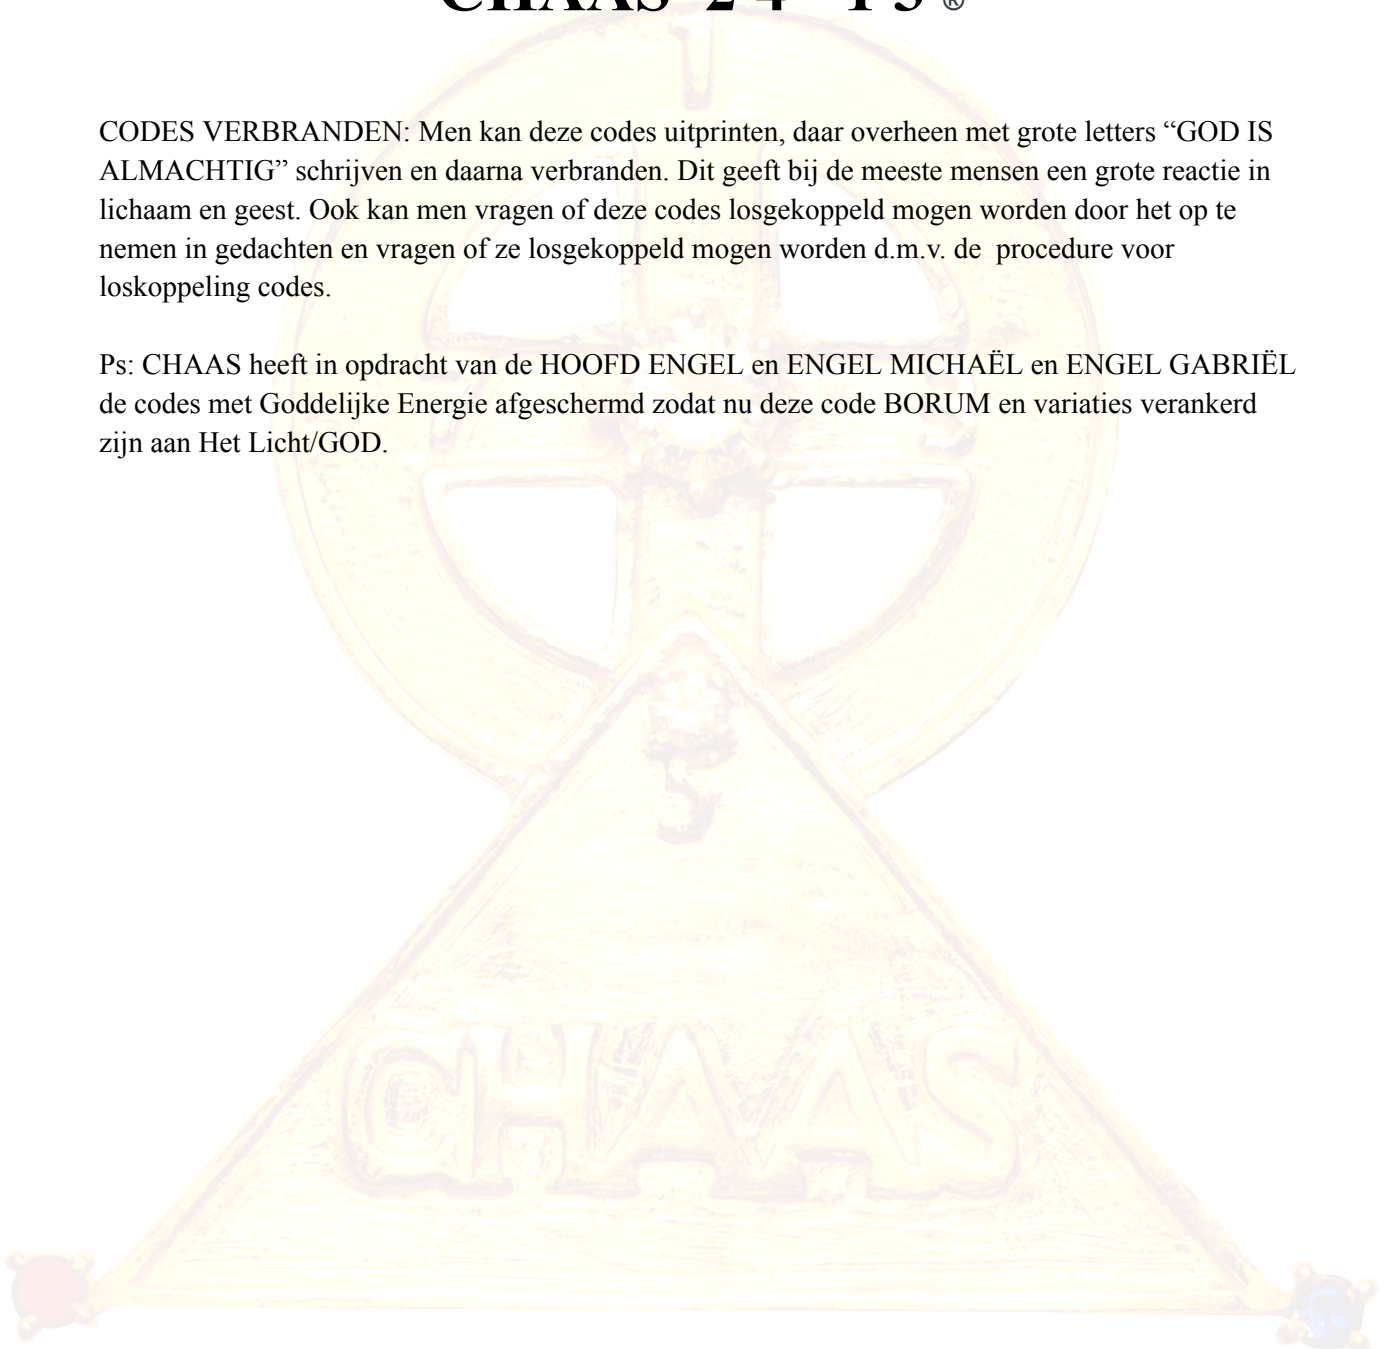 CHAAS 24 15 ®
1
CODES VERBRANDEN: Men kan deze codes uitprinten, daar overheen met grote letters “GOD IS
ALMACHTIG” schrijven en daarna verbranden. Dit geeft bij de meeste mensen een grote reactie in
lichaam en geest. Ook kan men vragen of deze codes losgekoppeld mogen worden door het op te
nemen in gedachten en vragen of ze losgekoppeld mogen worden d.m.v. de  procedure voor
loskoppeling codes.
Ps: CHAAS heeft in opdracht van de HOOFD ENGEL en ENGEL MICHAËL en ENGEL GABRIËL
de codes met Goddelijke Energie afgeschermd zodat nu deze code BORUM en variaties verankerd
zijn aan Het Licht/GOD.
5
CHAAS